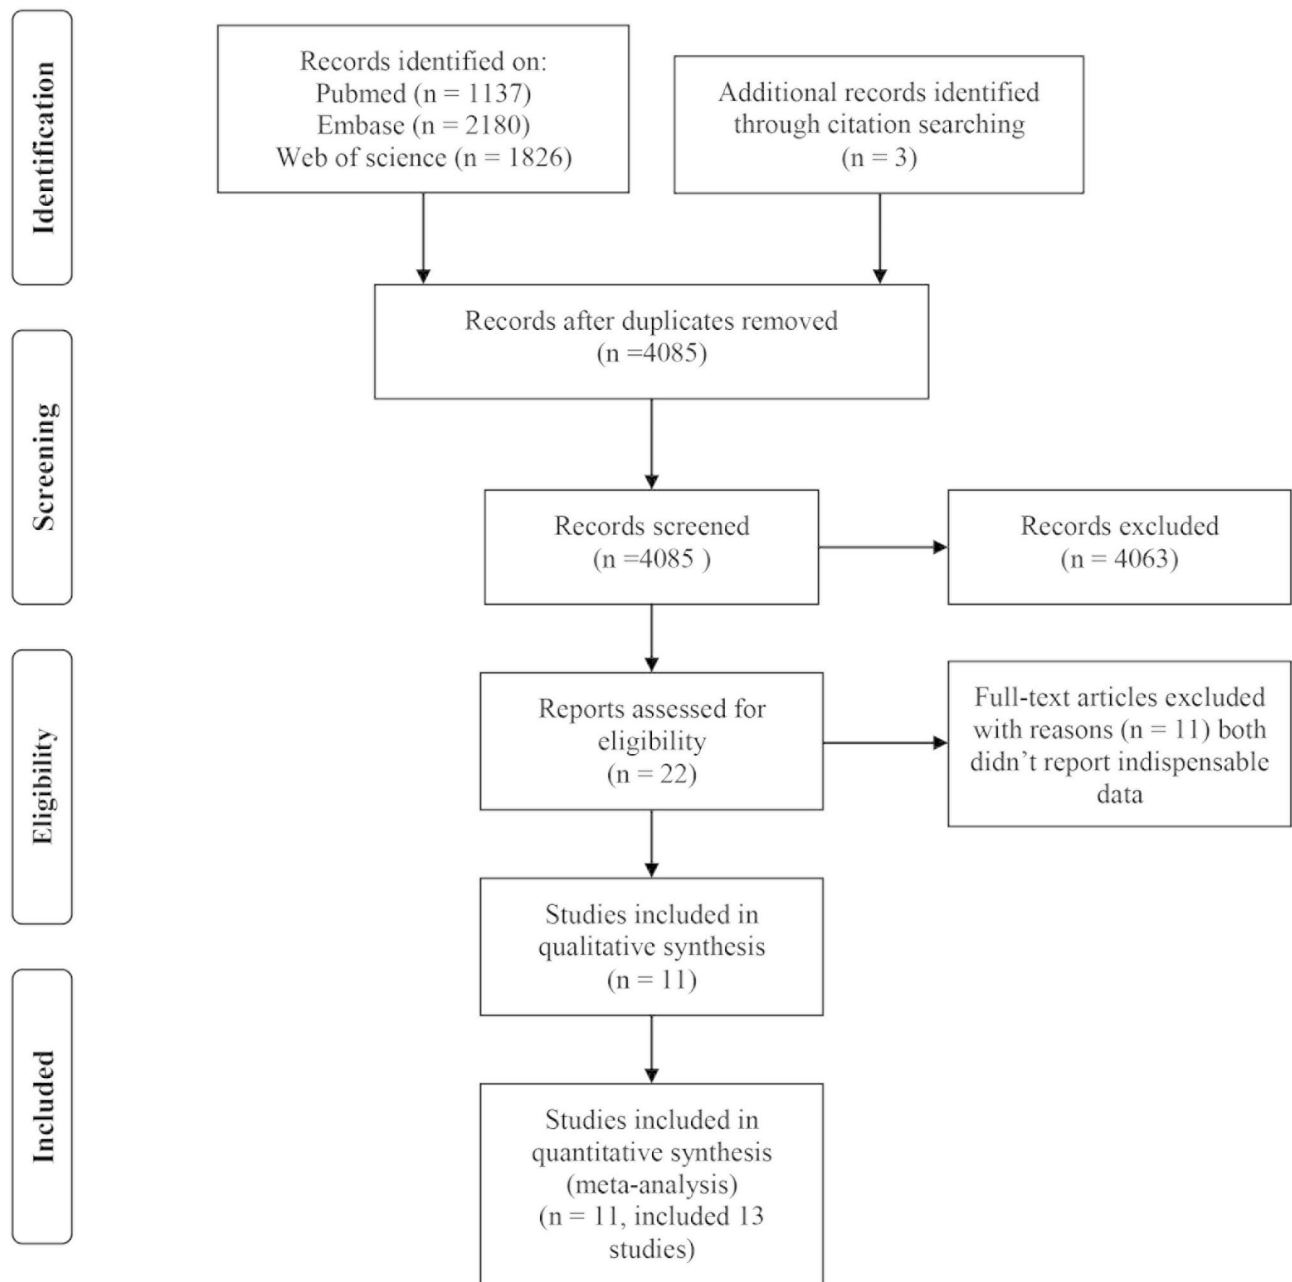 Identification
Records identified on:
Pubmed (n = 1137)
Embase (n = 2180)
Web of science (n = 1826)
Additional records identified
through citation searching
(n = 3)
Records after duplicates removed
(n =4085)
Screening
Records screened
(n =4085 )
Records excluded
(n = 4063)
Eligibility
Reports assessed for
eligibility
(n = 22)
Full-text articles excluded
with reasons (n = 11) both
didn’t report indispensable
data
Studies included in
qualitative synthesis
(n = 11)
Included
Studies included in
quantitative synthesis
(meta-analysis)
(n = 11, included 13
studies)